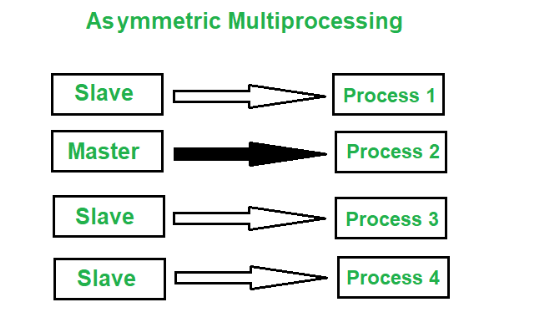 Asymmetric Multiprocessing
Slave Process 1
Master Process 2
Slave Process 3
Slave Process 4